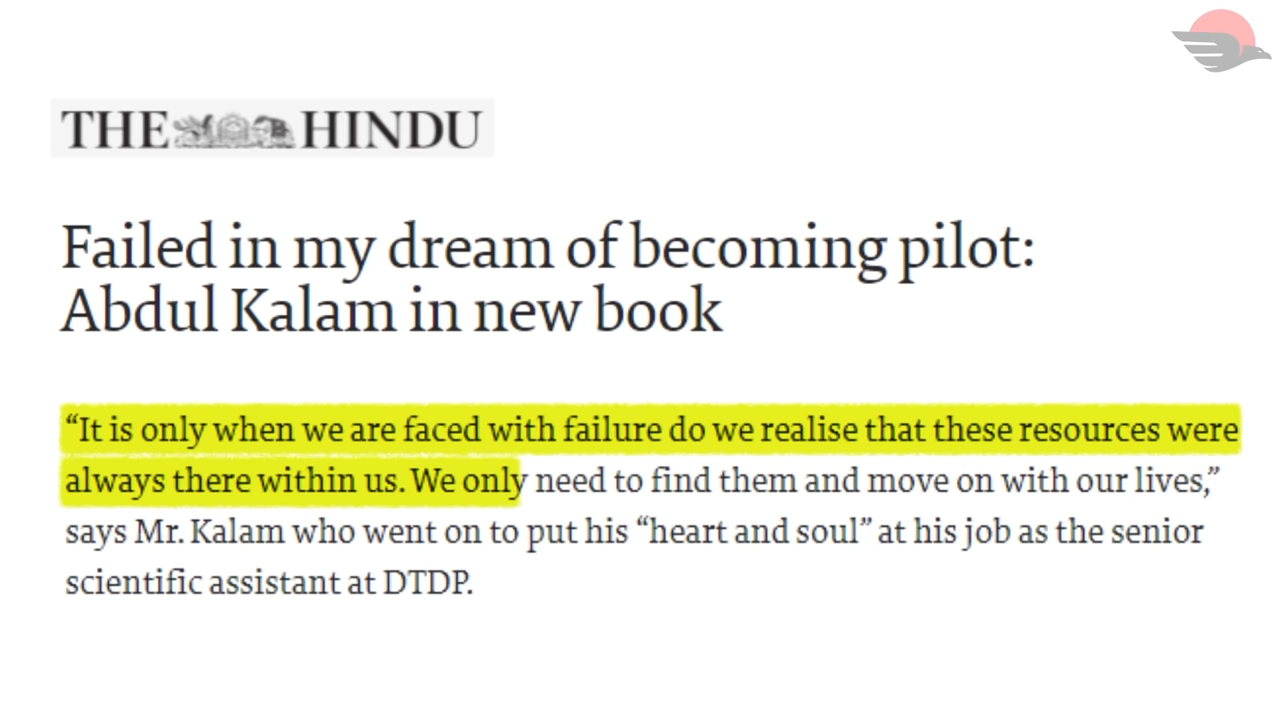 THE HINDU
Failed in my dream of becoming pilot:
Abdul Kalam in new book
“It is only when we are faced with failure do we realise that these resources were
always there within us. We only need to find them and move on with our lives,”
says Mr. Kalam who went on to put his “heart and soul” at his job as the senior
scientific assistant at DTDP.